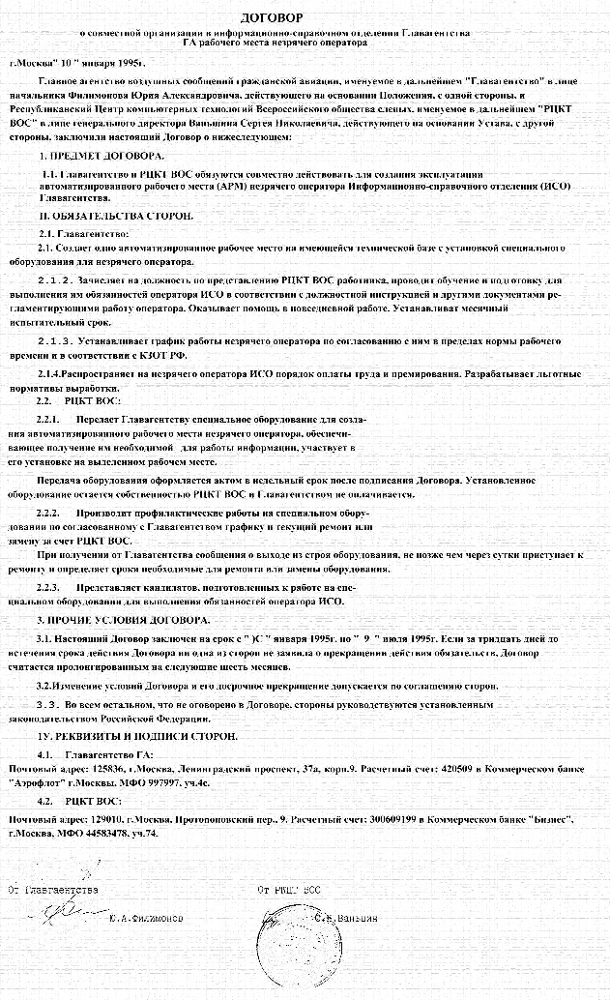 ДОГОВОР
о совместной организации в информационно-справочном отделении Главагентства
ГА рабочего места незрячего оператора
г.Москва" 10 " января 1995г.
Главное агентство воздушных сообщений гражданской авиации, именуемое в дальнейшем "Главагентство" в лице
начальника Филимонова Юрия Александровича, действующего на основании Положения, с одной стороны, и
Республиканский Центр компьютерных технологий Всероссийского общества слепых, именуемое в дальнейшем "РЦКТ
ВОС" в лице генерального директора Ваньшина Сергея Николаевича, действующего на основании Устава, с другой
стороны, заключили настоящий Договор о нижеследующем:
1. ПРЕДМЕТ ДОГОВОРА.
1.1. Главагентство и РЦКТ ВОС обязуются совместно действовать для создания эксплуатации
автоматизированного рабочего места (АРМ) незрячего оператора Информационно-справочного отделения (ИСО)
Главагентства.
II. ОБЯЗАТЕЛЬСТВА СТОРОН.
2.1. Главагентство:
2.1. Создает одно автоматизированное рабочее место на имеющейся технической базе с установкой специального
оборудования для незрячего оператора.
2.1.2. Зачисляет на должность по представлению РЦКТ ВОС работника, проводит обучение и подготовку для
выполнения им обязанностей оператора ИСО в соответствии с должностной инструкцией и другими документами ре-
гламентирующими работу оператора. Оказывает помощь в повседневной работе. Устанавливат месячный
испытательный срок.
2.1.3. Устанавливает график работы незрячего оператора по согласованию с ним в пределах нормы рабочего
времени и в соответствии с КЗОТ РФ.
2.1.4.Распространяет на незрячего оператора ИСО порядок оплаты труда и премирования. Разрабатывает льготные
нормативы выработки.
2.2. РЦКТ ВОС:
2.2.1. Передает Главагентству специальное оборудование для созда-
ния автоматизированного рабочего места незрячего оператора, обеспечи-
вающее получение им необходимой для работы информации, участвует в
его установке на выделенном рабочем месте.
Передача оборудования оформляется актом в недельный срок после подписания Договора. Установленное
оборудование остается собственностью РЦКТ ВОС и Главагентством не оплачивается.
2.2.2. Производит профилактические работы на специальном обору-
довании по согласованному с Главагентством графику и текущий ремонт или
замену за счет РЦКТ ВОС.
При получении от Главагентства сообщения о выходе из строя оборудования, не позже чем через сутки приступает к
ремонту и определяет сроки необходимые для ремонта или замены оборудования.
2.2.3. Представляет кандидатов, подготовленных к работе на спе-
циальном оборудовании для выполнения обязанностей оператора ИСО.
3. ПРОЧИЕ УСЛОВИЯ ДОГОВОРА.
3.1. Настоящий Договор заключен на срок с " )С " января 1995г. по " 9 " июля 1995г. Если за тридцать дней до
истечения срока действия Договора ни одна из сторон не заявила о прекращении действия обязательств, Договор
считается пролонгированным на следующие шесть месяцев.
3.2.Изменение условий Договора и его досрочное прекращение допускается по соглашению сторон.
3.3. Во всем остальном, что не оговорено в Договоре, стороны руководствуются установленным
законодательством Российской Федерации.
1У. РЕКВИЗИТЫ И ПОДПИСИ СТОРОН.
4.1. Главагентство ГА:
Почтовый адрес: 125836, г.Москва, Ленинградский проспект, 37а, корп.9. Расчетный счет: 420509 в Коммерческом банке
"Аэрофлот" г.Москвы, МФО 997997, уч.4с.
4.2. РЦКТ ВОС:
Почтовый адрес: 129010, г.Москва, Протопоповский пер., 9. Расчетный счет: 300609199 в Коммерческом банке "Бизнес",
г.Москва, МФО 44583478, уч.74.
От Главгаентства От РКЦТ ВОС
Ю.А.Филимонов С.Н.Ваньшин